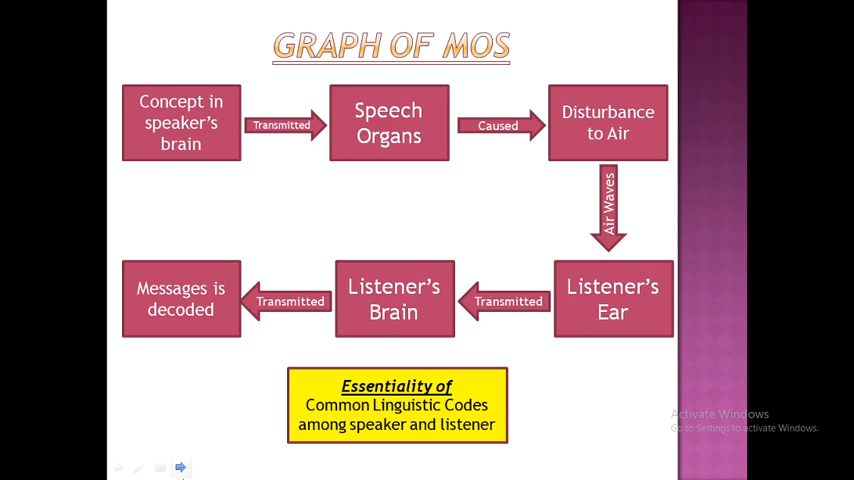 GRAPH OF MOS
Concept in
speaker's
brain
Transmitted
Speech
Organs
Caused
Disturbance
to Air
Air Waves
Listener's
Ear
Transmitted
Listener's
Brain
Transmitted
Messages is
decoded
Essentiality of
Common Linguistic Codes
among speaker and listener
Activate Windows
Go to Settings to activate Windows.